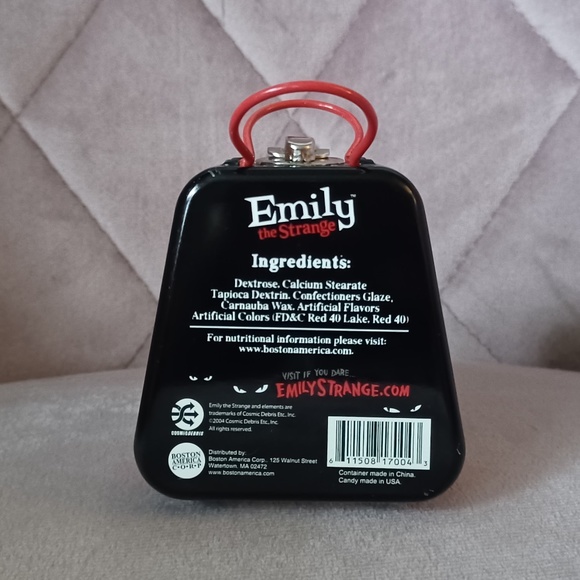 Emily™
the Strange
Ingredients:
Dextrose, Calcium Stearate
Tapioca Dextrin, Confectioners Glaze,
Carnauba Wax, Artificial Flavors
Artificial Colors (FD&C Red 40 Lake, Red 40)
For nutritional information please visit:
www.bostonamerica.com.
VISIT IF YOU DARE...
EMILYSTRANGE.COM
Emily the Strange and elements are
trademarks of Cosmic Debris Etc., Inc.
©2004 Cosmic Debris Etc., Inc.
All rights reserved.
COSMICDEBRIS
BOSTON
AMERICA
C·O·R·P
Distributed by:
Boston America Corp., 125 Walnut Street
Watertown, MA 02472
www.bostonamerica.com
6 11508 17004 3
Container made in China.
Candy made in USA.